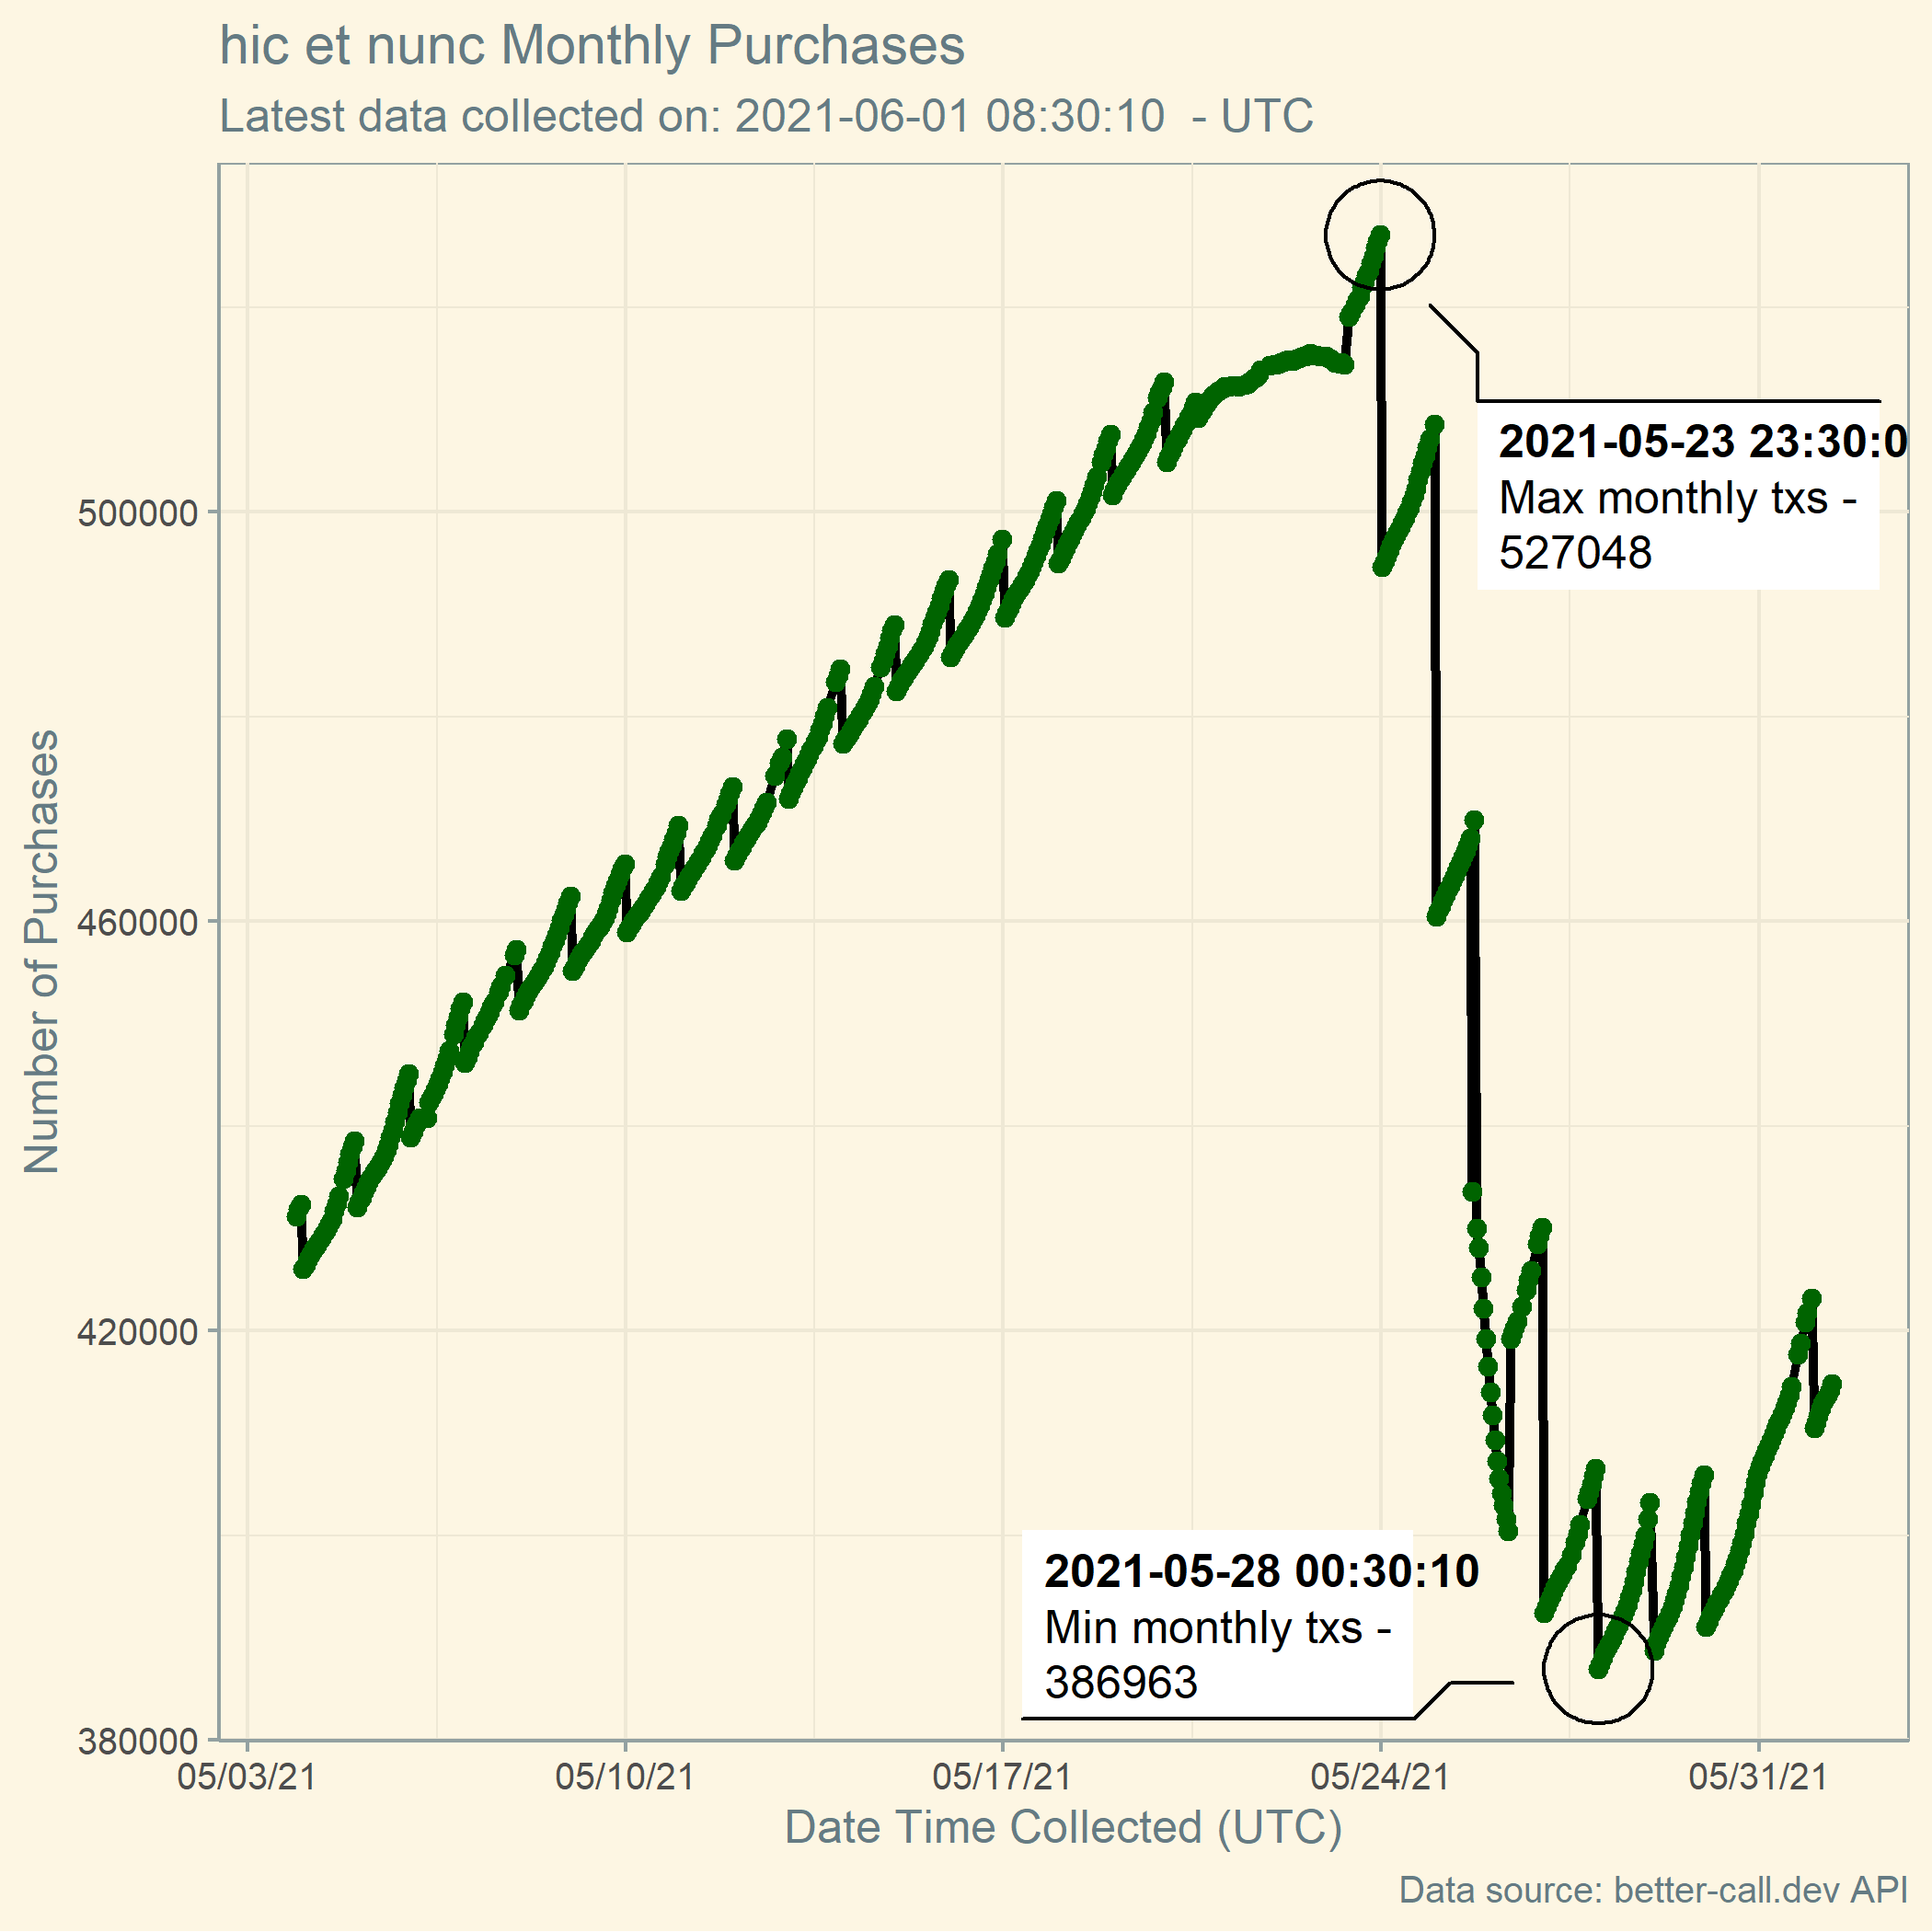 hic et nunc Monthly Purchases
Latest data collected on: 2021-06-01 08:30:10 - UTC
Number of Purchases
500000
460000
420000
380000
2021-05-23 23:30:0
Max monthly txs -
527048
2021-05-28 00:30:10
Min monthly txs -
386963
05/03/21
05/10/21
05/17/21
05/24/21
05/31/21
Date Time Collected (UTC)
Data source: better-call.dev API